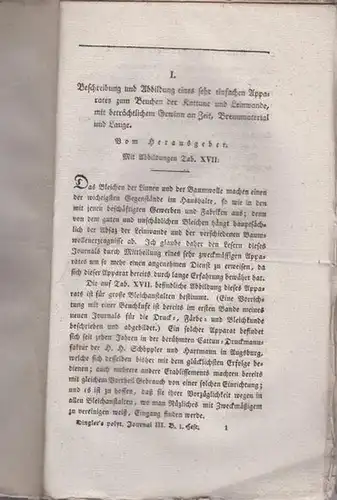 I.
Beschreibung und Abbildung eines sehr einfachen Appa-
rates zum Beuchen der Kattune und Leinwande,
mit beträchtlichem Gewinn an Zeit, Brennmaterial
und Lauge.
Vom Herausgeber.
Mit Abbildungen Tab. XVII.
Das Bleichen der Linnen und der Baumwolle machen einen
der wichtigsten Gegenstände im Haushalte, so wie in den
mit jenen beschäftigten Gewerben und Fabriken aus; denn
von dem guten und unschädlichen Bleichen hängt hauptsäch-
lich der Absaz der Leinwande und der verschiedenen Baum-
wollenerzeugnisse ab. Ich glaube daher den Lesern dieses
Journals durch Mittheilung eines sehr zweckmäßigen Appa-
rates um so mehr einen angenehmen Dienst zu erweisen, da
sich dieser Apparat bereits durch lange Erfahrung bewährt hat.
Die auf Tab. XVII. befindliche Abbildung dieses Appa-
rats ist für große Bleichanstalten bestimmt. (Eine Vorrich-
tung mit einer Beuchkufe ist bereits im ersten Bande meines
neuen Journals für die Druck-, Färbe- und Bleichkunde
beschrieben und abgebildet.) Ein solcher Apparat befindet
sich seit zehen Jahren in der berühmten Cattun-Druckmanu-
faktur der H. H. Schöppler und Hartmann in Augsburg,
welche sich desselben bisher mit dem glücklichsten Erfolge be-
dienen; auch mehrere andere Etablissements machern bereits
mit gleichem Vortheil Gebrauch von einer solchen Einrichtung;
und es ist zu hoffen, daß sie ihrer Vorzüglichkeit wegen in
allen Bleichanstalten, wo man Nüzliches mit Zweckmäßigem
zu vereinigen weiß, Eingang finden werde.
Dingler's polyt. Journal III. B. 1. Heft. 1